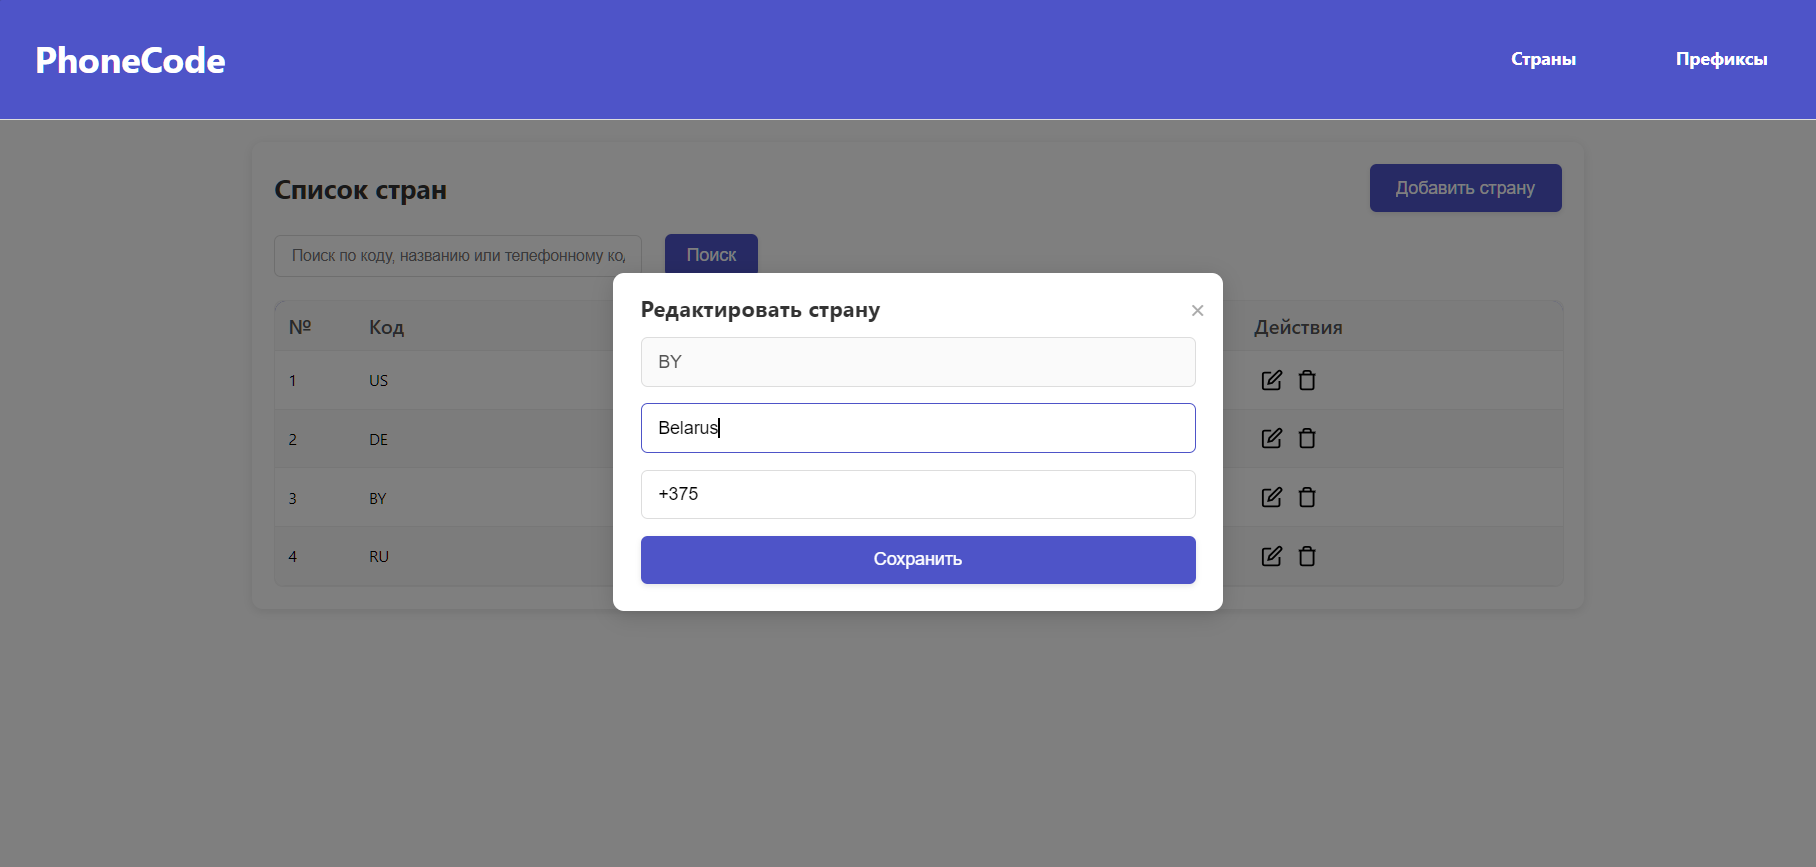 PhoneCode
Страны
Префиксы
Список стран
Добавить страну
Поиск по коду, названию или телефонному ко
Поиск
Редактировать страну
×
№
Код
Действия
BY
1
US
Belarus
2
DE
+375
3
BY
Сохранить
4
RU